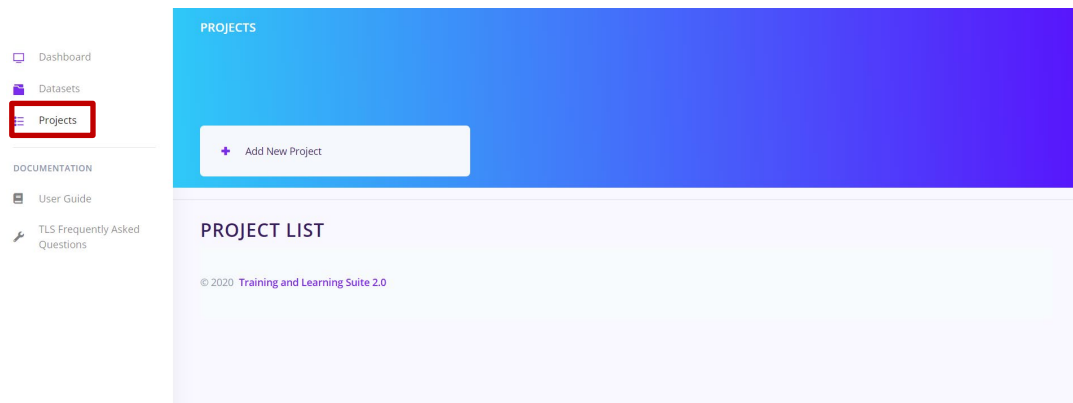 PROJECTS
Dashboard
Datasets
Projects
Add New Project
DOCUMENTATION
User Guide
TLS Frequently Asked
Questions
PROJECT LIST
© 2020 Training and Learning Suite 2.0